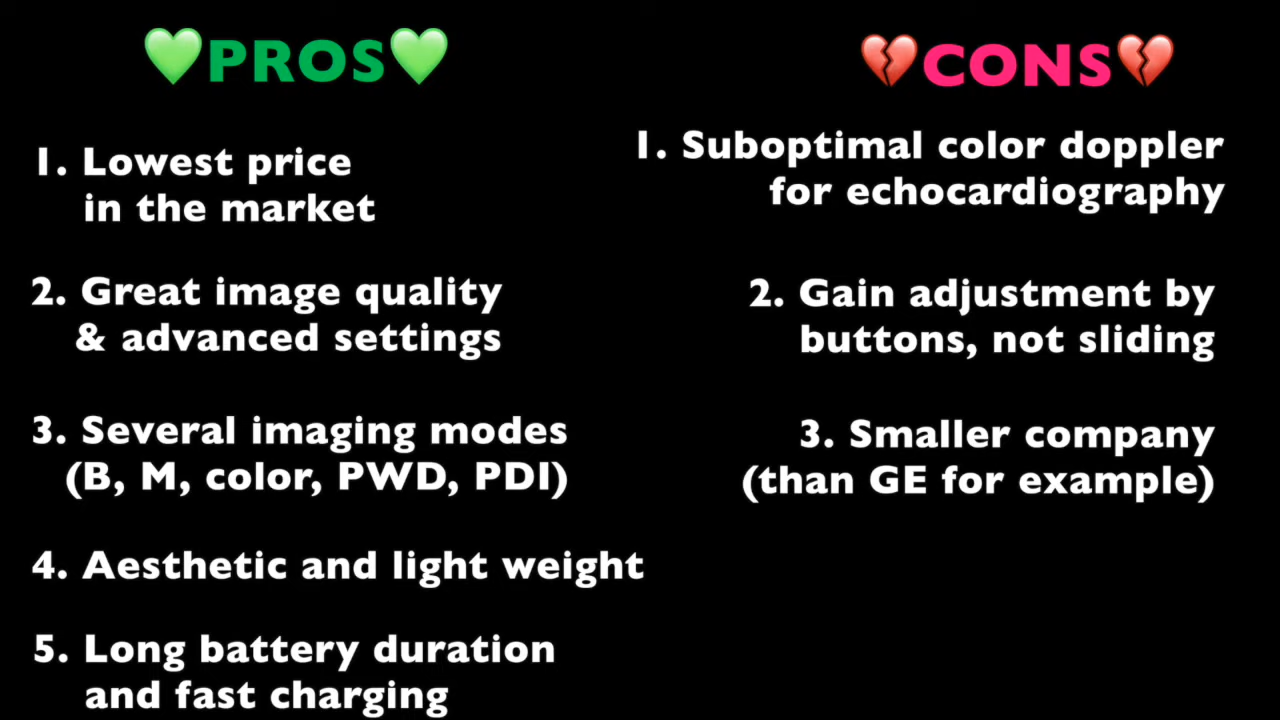 💚PROS💚
1. Lowest price
in the market
2. Great image quality
& advanced settings
3. Several imaging modes
(B, M, color, PWD, PDI)
4. Aesthetic and light weight
5. Long battery duration
and fast charging
💔CONS💔
1. Suboptimal color doppler
for echocardiography
2. Gain adjustment by
buttons, not sliding
3. Smaller company
(than GE for example)